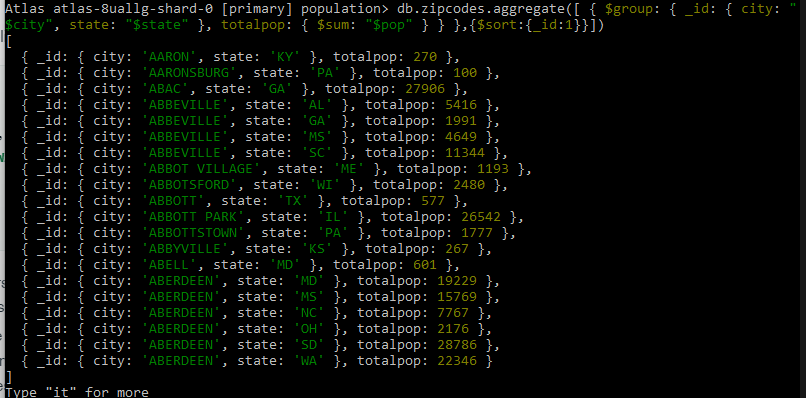 Atlas atlas-8uallg-shard-0 [primary] population> db.zipcodes.aggregate([ { $group: { _id: { city: "
$city", state: "$state" }, totalpop: { $sum: "$pop" } } },{$sort:{_id:1}}])
[
  { _id: { city: 'AARON', state: 'KY' }, totalpop: 270 },
  { _id: { city: 'AARONSBURG', state: 'PA' }, totalpop: 100 },
  { _id: { city: 'ABAC', state: 'GA' }, totalpop: 27906 },
  { _id: { city: 'ABBEVILLE', state: 'AL' }, totalpop: 5416 },
  { _id: { city: 'ABBEVILLE', state: 'GA' }, totalpop: 1991 },
  { _id: { city: 'ABBEVILLE', state: 'MS' }, totalpop: 4649 },
  { _id: { city: 'ABBEVILLE', state: 'SC' }, totalpop: 11344 },
  { _id: { city: 'ABBOT VILLAGE', state: 'ME' }, totalpop: 1193 },
  { _id: { city: 'ABBOTSFORD', state: 'WI' }, totalpop: 2480 },
  { _id: { city: 'ABBOTT', state: 'TX' }, totalpop: 577 },
  { _id: { city: 'ABBOTT PARK', state: 'IL' }, totalpop: 26542 },
  { _id: { city: 'ABBOTTSTOWN', state: 'PA' }, totalpop: 1777 },
  { _id: { city: 'ABBYVILLE', state: 'KS' }, totalpop: 267 },
  { _id: { city: 'ABELL', state: 'MD' }, totalpop: 601 },
  { _id: { city: 'ABERDEEN', state: 'MD' }, totalpop: 19229 },
  { _id: { city: 'ABERDEEN', state: 'MS' }, totalpop: 15769 },
  { _id: { city: 'ABERDEEN', state: 'NC' }, totalpop: 7767 },
  { _id: { city: 'ABERDEEN', state: 'OH' }, totalpop: 2176 },
  { _id: { city: 'ABERDEEN', state: 'SD' }, totalpop: 28786 },
  { _id: { city: 'ABERDEEN', state: 'WA' }, totalpop: 22346 }
]
Type "it" for more